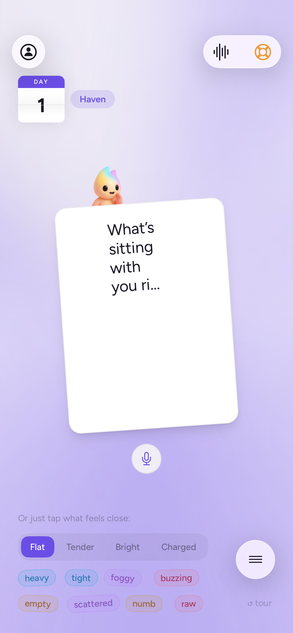 DAY
1
Haven
What's
sitting
with
you ri...
Or just tap what feels close:
Flat
Tender
Bright
Charged
heavy
tight
foggy
buzzing
empty
scattered
numb
raw
↺ tour